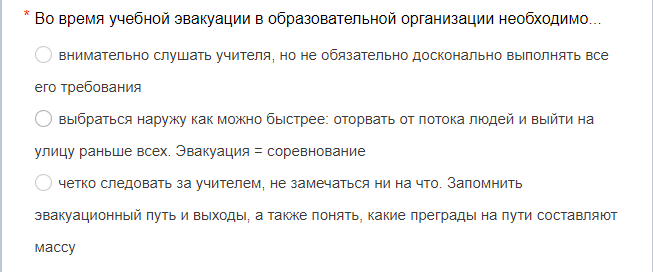 * Во время учебной эвакуации в образовательной организации необходимо...
внимательно слушать учителя, но не обязательно досконально выполнять все
его требования
выбраться наружу как можно быстрее: оторвать от потока людей и выйти на
улицу раньше всех. Эвакуация = соревнование
четко следовать за учителем, не замечаться ни на что. Запомнить
эвакуационный путь и выходы, а также понять, какие преграды на пути составляют
массу